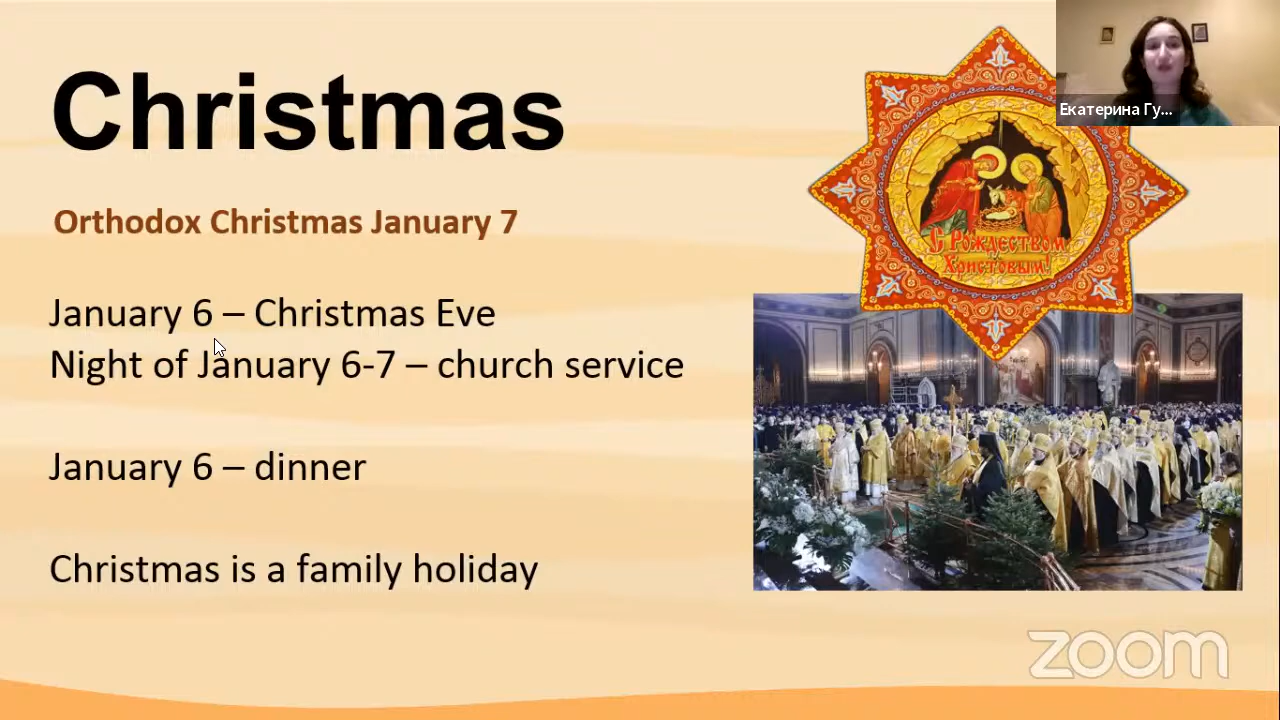 Christmas
Orthodox Christmas January 7
January 6 – Christmas Eve
Night of January 6-7 – church service
January 6 – dinner
Christmas is a family holiday
С Рождеством
Христовым!
Екатерина Гу...
zoom